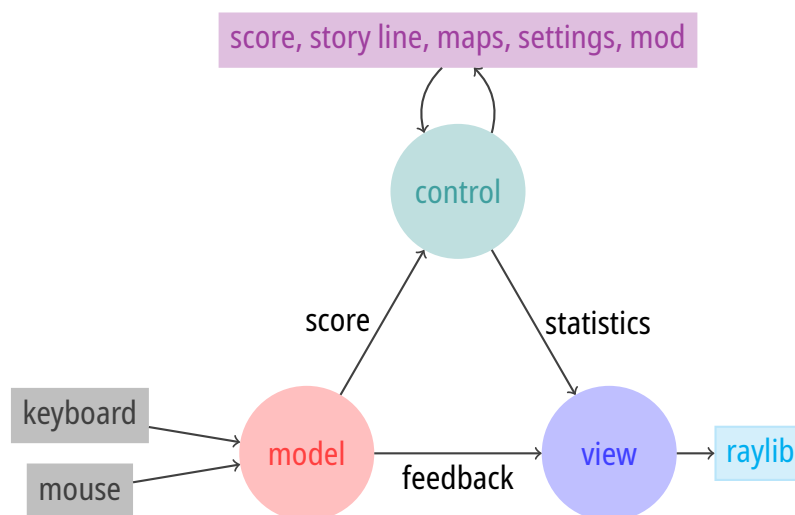 score, story line, maps, settings, mod
control
score
statistics
keyboard
model
view
raylib
feedback
mouse